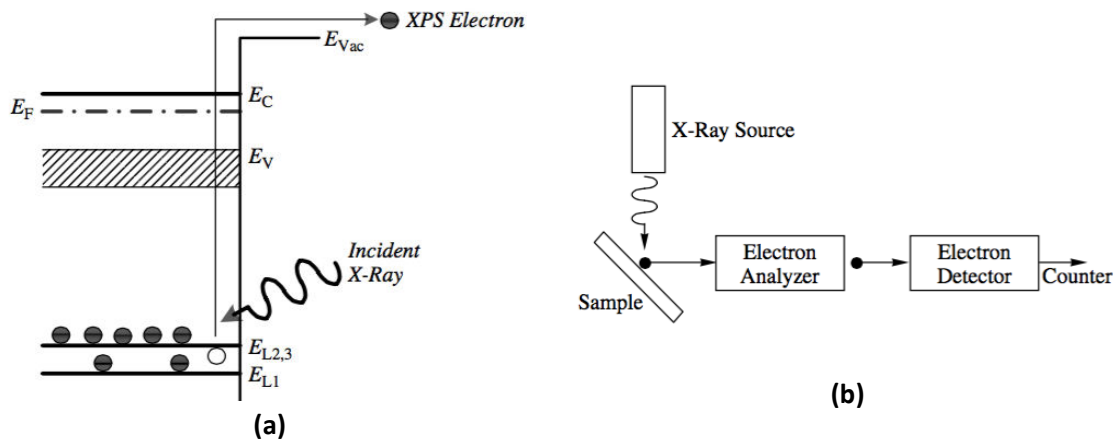 XPS Electron
E_Vac
E_C
E_F
E_V
Incident
X-Ray
E_L2,3
E_L1
(a)
X-Ray Source
Sample
Electron
Analyzer
Electron
Detector
Counter
(b)